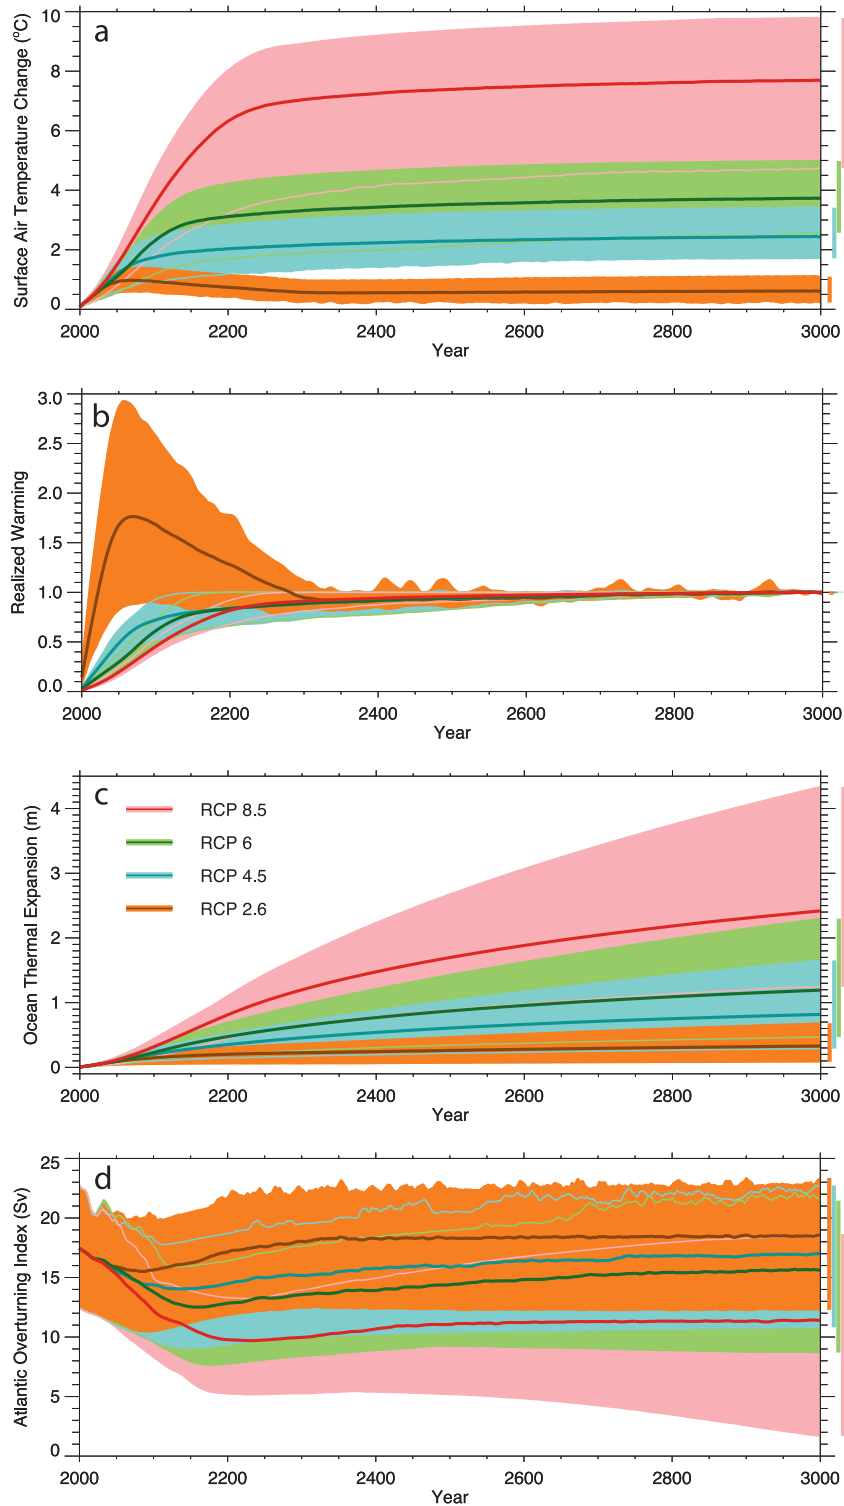 a
Surface Air Temperature Change (°C)
10
8
6
4
2
0
2000 2200 2400 2600 2800 3000
Year
b
Realized Warming
3.0
2.5
2.0
1.5
1.0
0.5
0.0
2000 2200 2400 2600 2800 3000
Year
c
Ocean Thermal Expansion (m)
4
3
2
1
0
RCP 8.5
RCP 6
RCP 4.5
RCP 2.6
2000 2200 2400 2600 2800 3000
Year
d
Atlantic Overturning Index (Sv)
25
20
15
10
5
0
2000 2200 2400 2600 2800 3000
Year